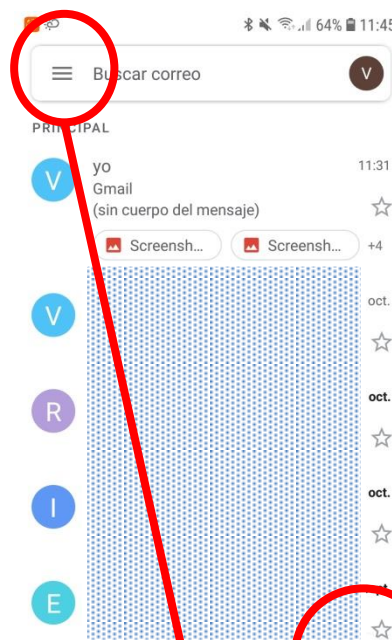 64% 11:45
Buscar correo
V
PRINCIPAL
V yo 11:31
Gmail
(sin cuerpo del mensaje)
Screensh... Screensh... +4
V oct.
R oct.
I oct.
E